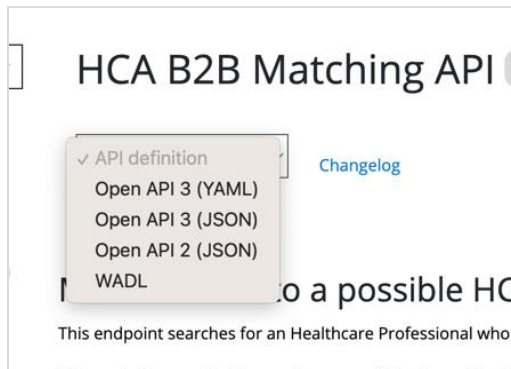 HCA B2B Matching API
API definition
Changelog
Open API 3 (YAML)
Open API 3 (JSON)
Open API 2 (JSON)
WADL
to a possible HC
This endpoint searches for an Healthcare Professional who